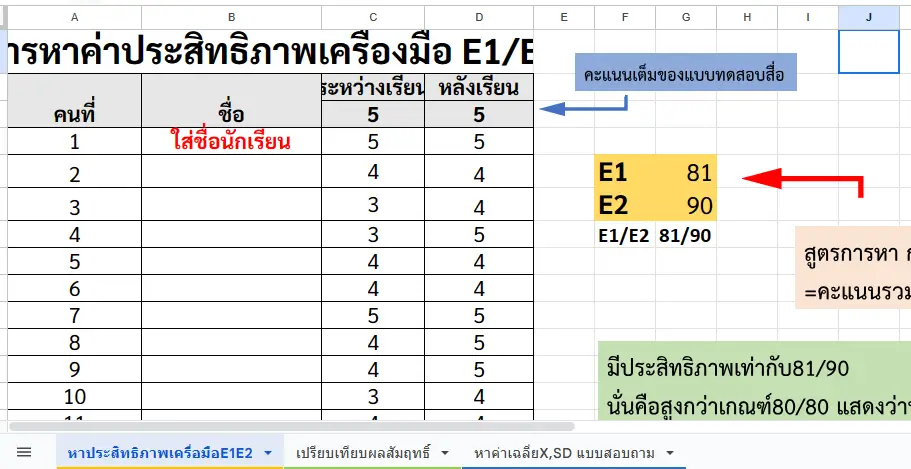 A B C D E F G H I J
ารหาค่าประสิทธิภาพเครื่องมือ E1/E
คะแนนเต็มของแบบทดสอบสื่อ
คนที่ ชื่อ ระหว่างเรียน หลังเรียน
5 5
1 ใส่ชื่อนักเรียน 5 5
2 4 4
3 3 4
4 3 5
5 4 4
6 4 4
7 5 5
8 4 5
9 4 5
10 3 4
E1 81
E2 90
E1/E2 81/90
สูตรการหา
=คะแนนรวม
มีประสิทธิภาพเท่ากับ81/90
นั่นคือสูงกว่าเกณฑ์80/80 แสดงว่า
หาประสิทธิภาพเครื่อมือE1E2 เปรียบเทียบผลสัมฤทธิ์ หาค่าเฉลี่ยX,SD แบบสอบถาม